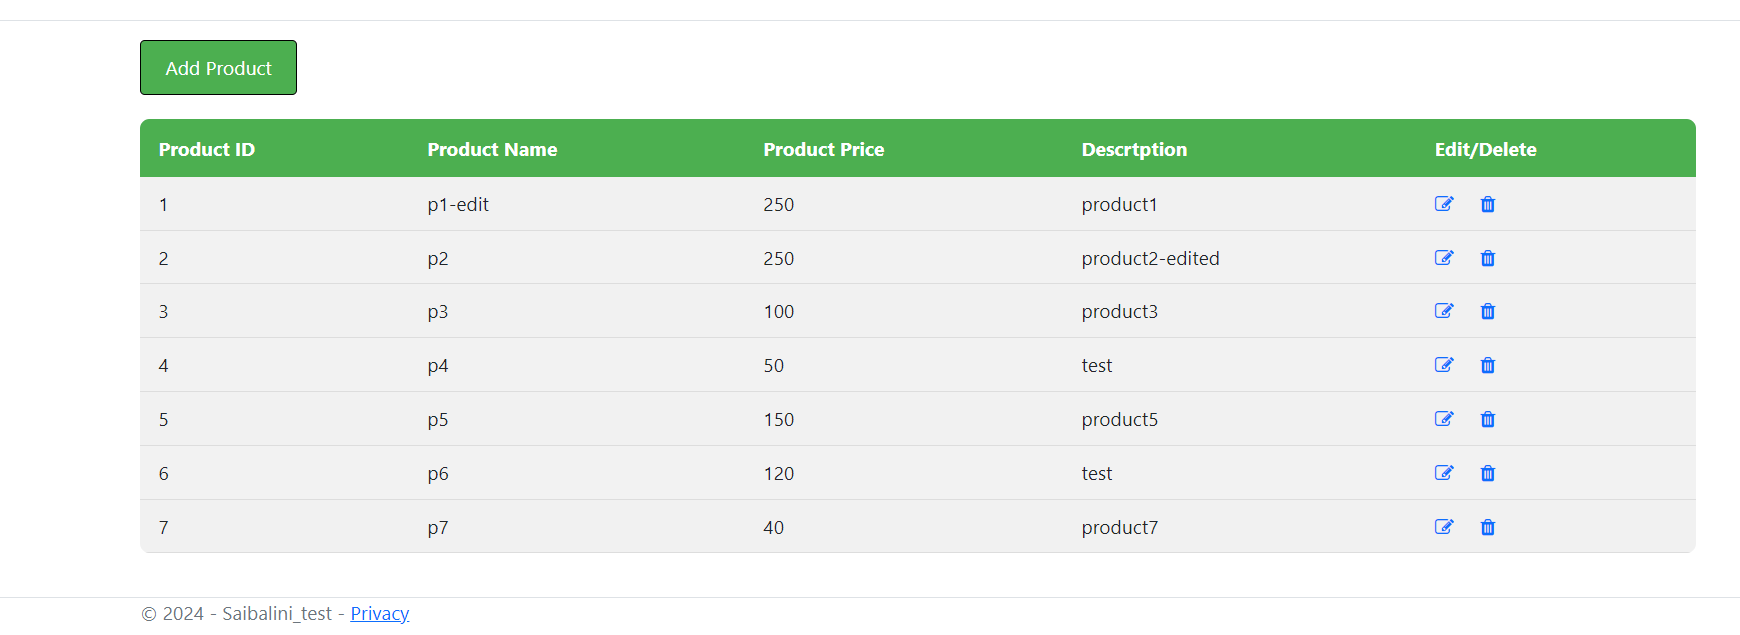 Add Product
Product ID Product Name Product Price Descrtption Edit/Delete
1 p1-edit 250 product1
2 p2 250 product2-edited
3 p3 100 product3
4 p4 50 test
5 p5 150 product5
6 p6 120 test
7 p7 40 product7
© 2024 - Saibalini_test - Privacy